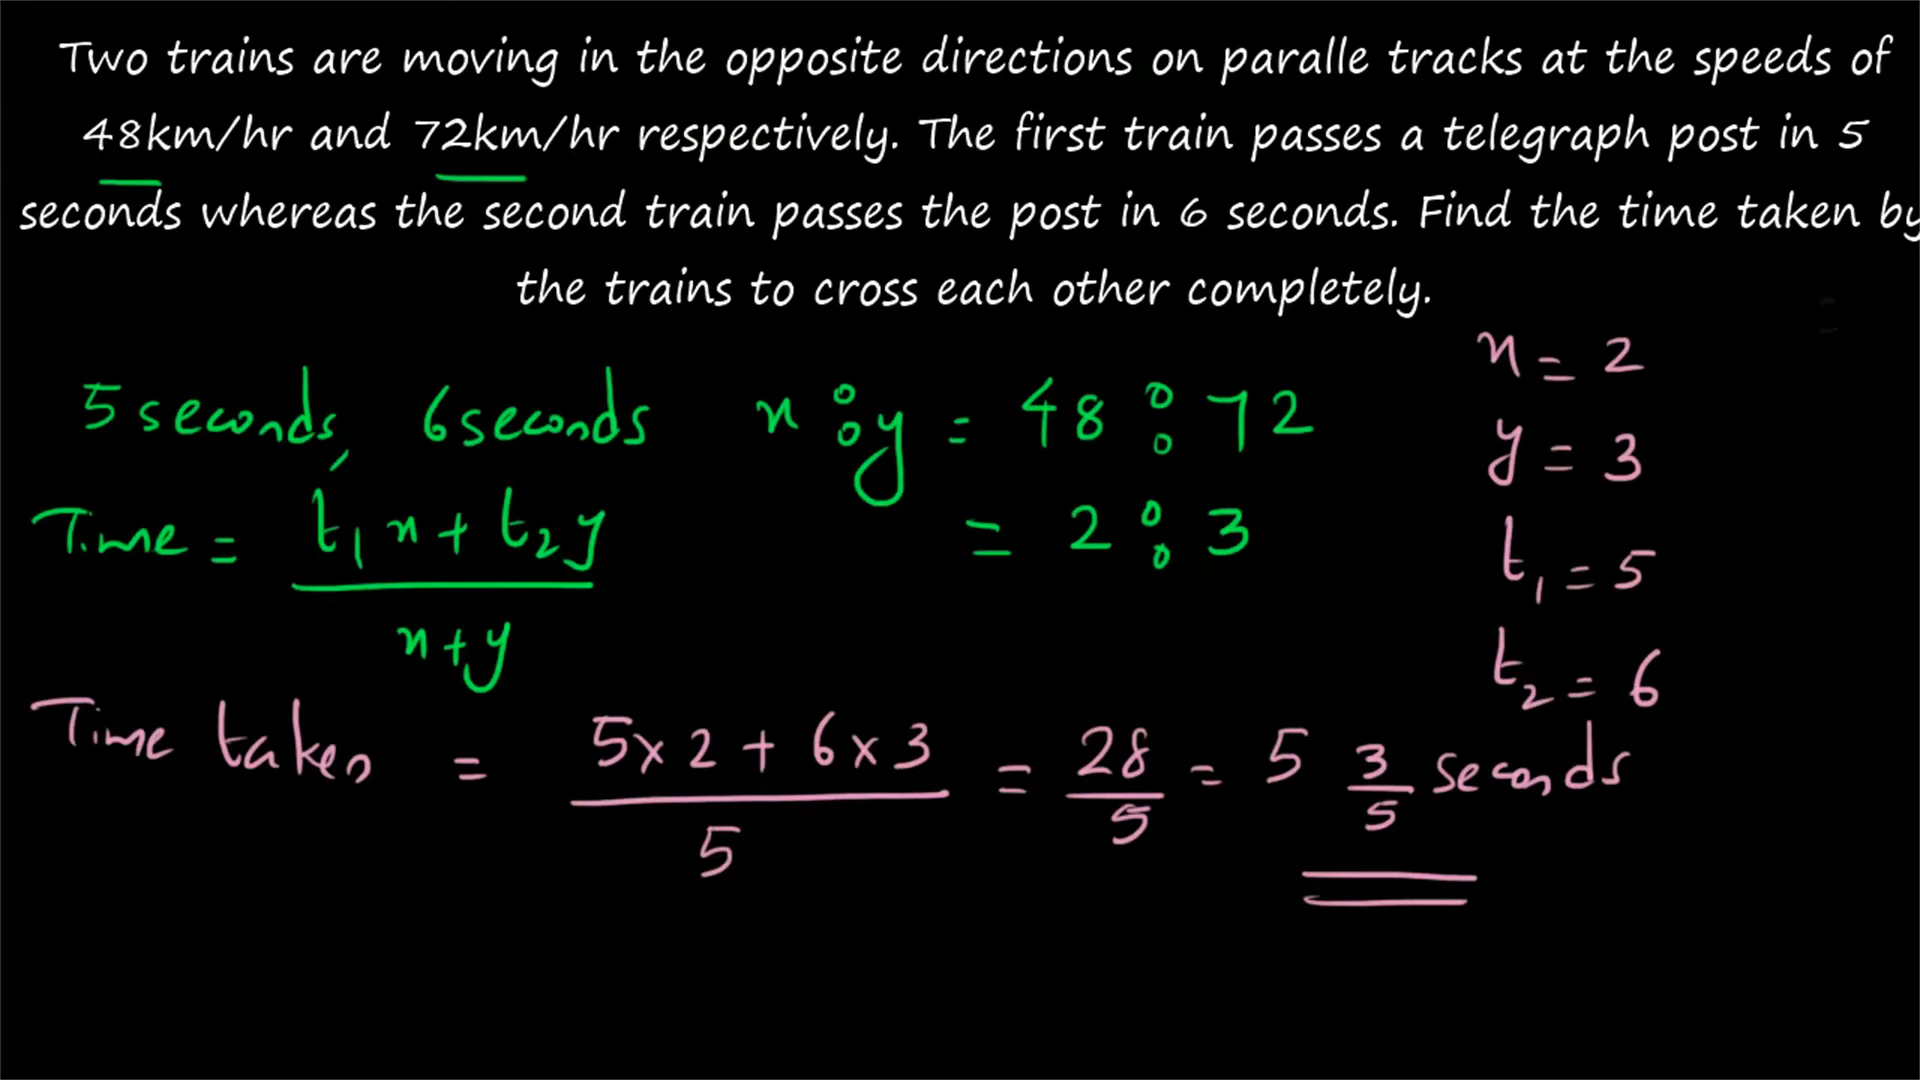 Two trains are moving in the opposite directions on paralle tracks at the speeds of
48km/hr and 72km/hr respectively. The first train passes a telegraph post in 5
seconds whereas the second train passes the post in 6 seconds. Find the time taken by
the trains to cross each other completely.
5 seconds, 6 seconds x : y = 48 : 72
= 2 : 3
Time = t₁x + t₂y / x+y
x = 2
y = 3
t₁ = 5
t₂ = 6
Time taken = 5x2 + 6x3 / 5 = 28/5 = 5 3/5 seconds